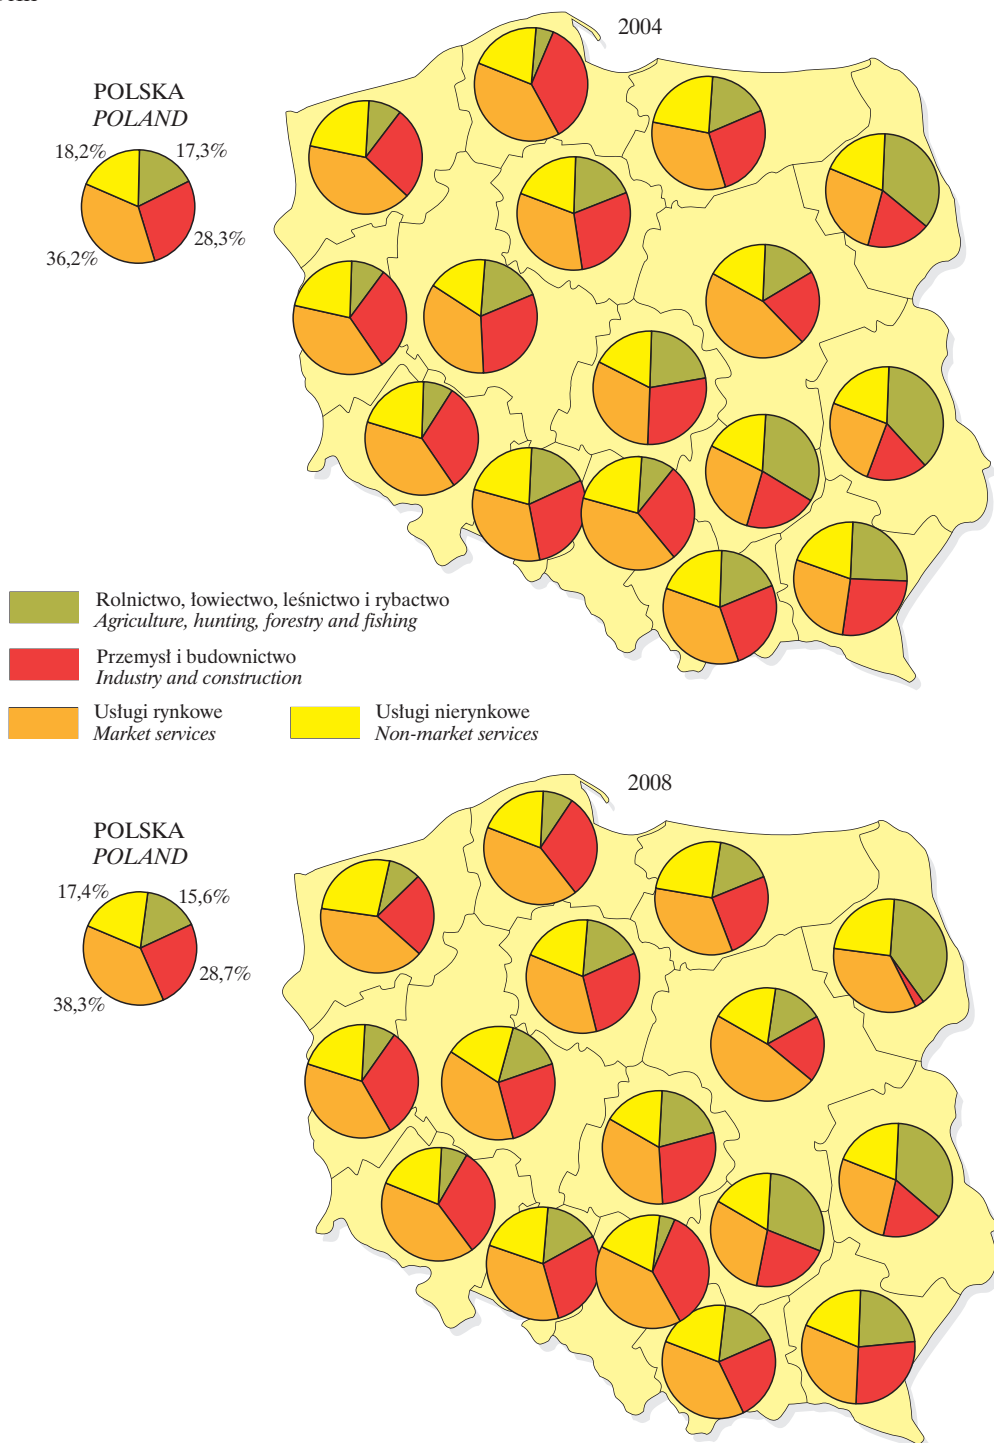 2004
POLSKA
POLAND
18,2%
17,3%
28,3%
36,2%
Rolnictwo, łowiectwo, leśnictwo i rybactwo
Agriculture, hunting, forestry and fishing
Przemysł i budownictwo
Industry and construction
Usługi rynkowe
Market services
Usługi nierynkowe
Non-market services
2008
POLSKA
POLAND
17,4%
15,6%
28,7%
38,3%